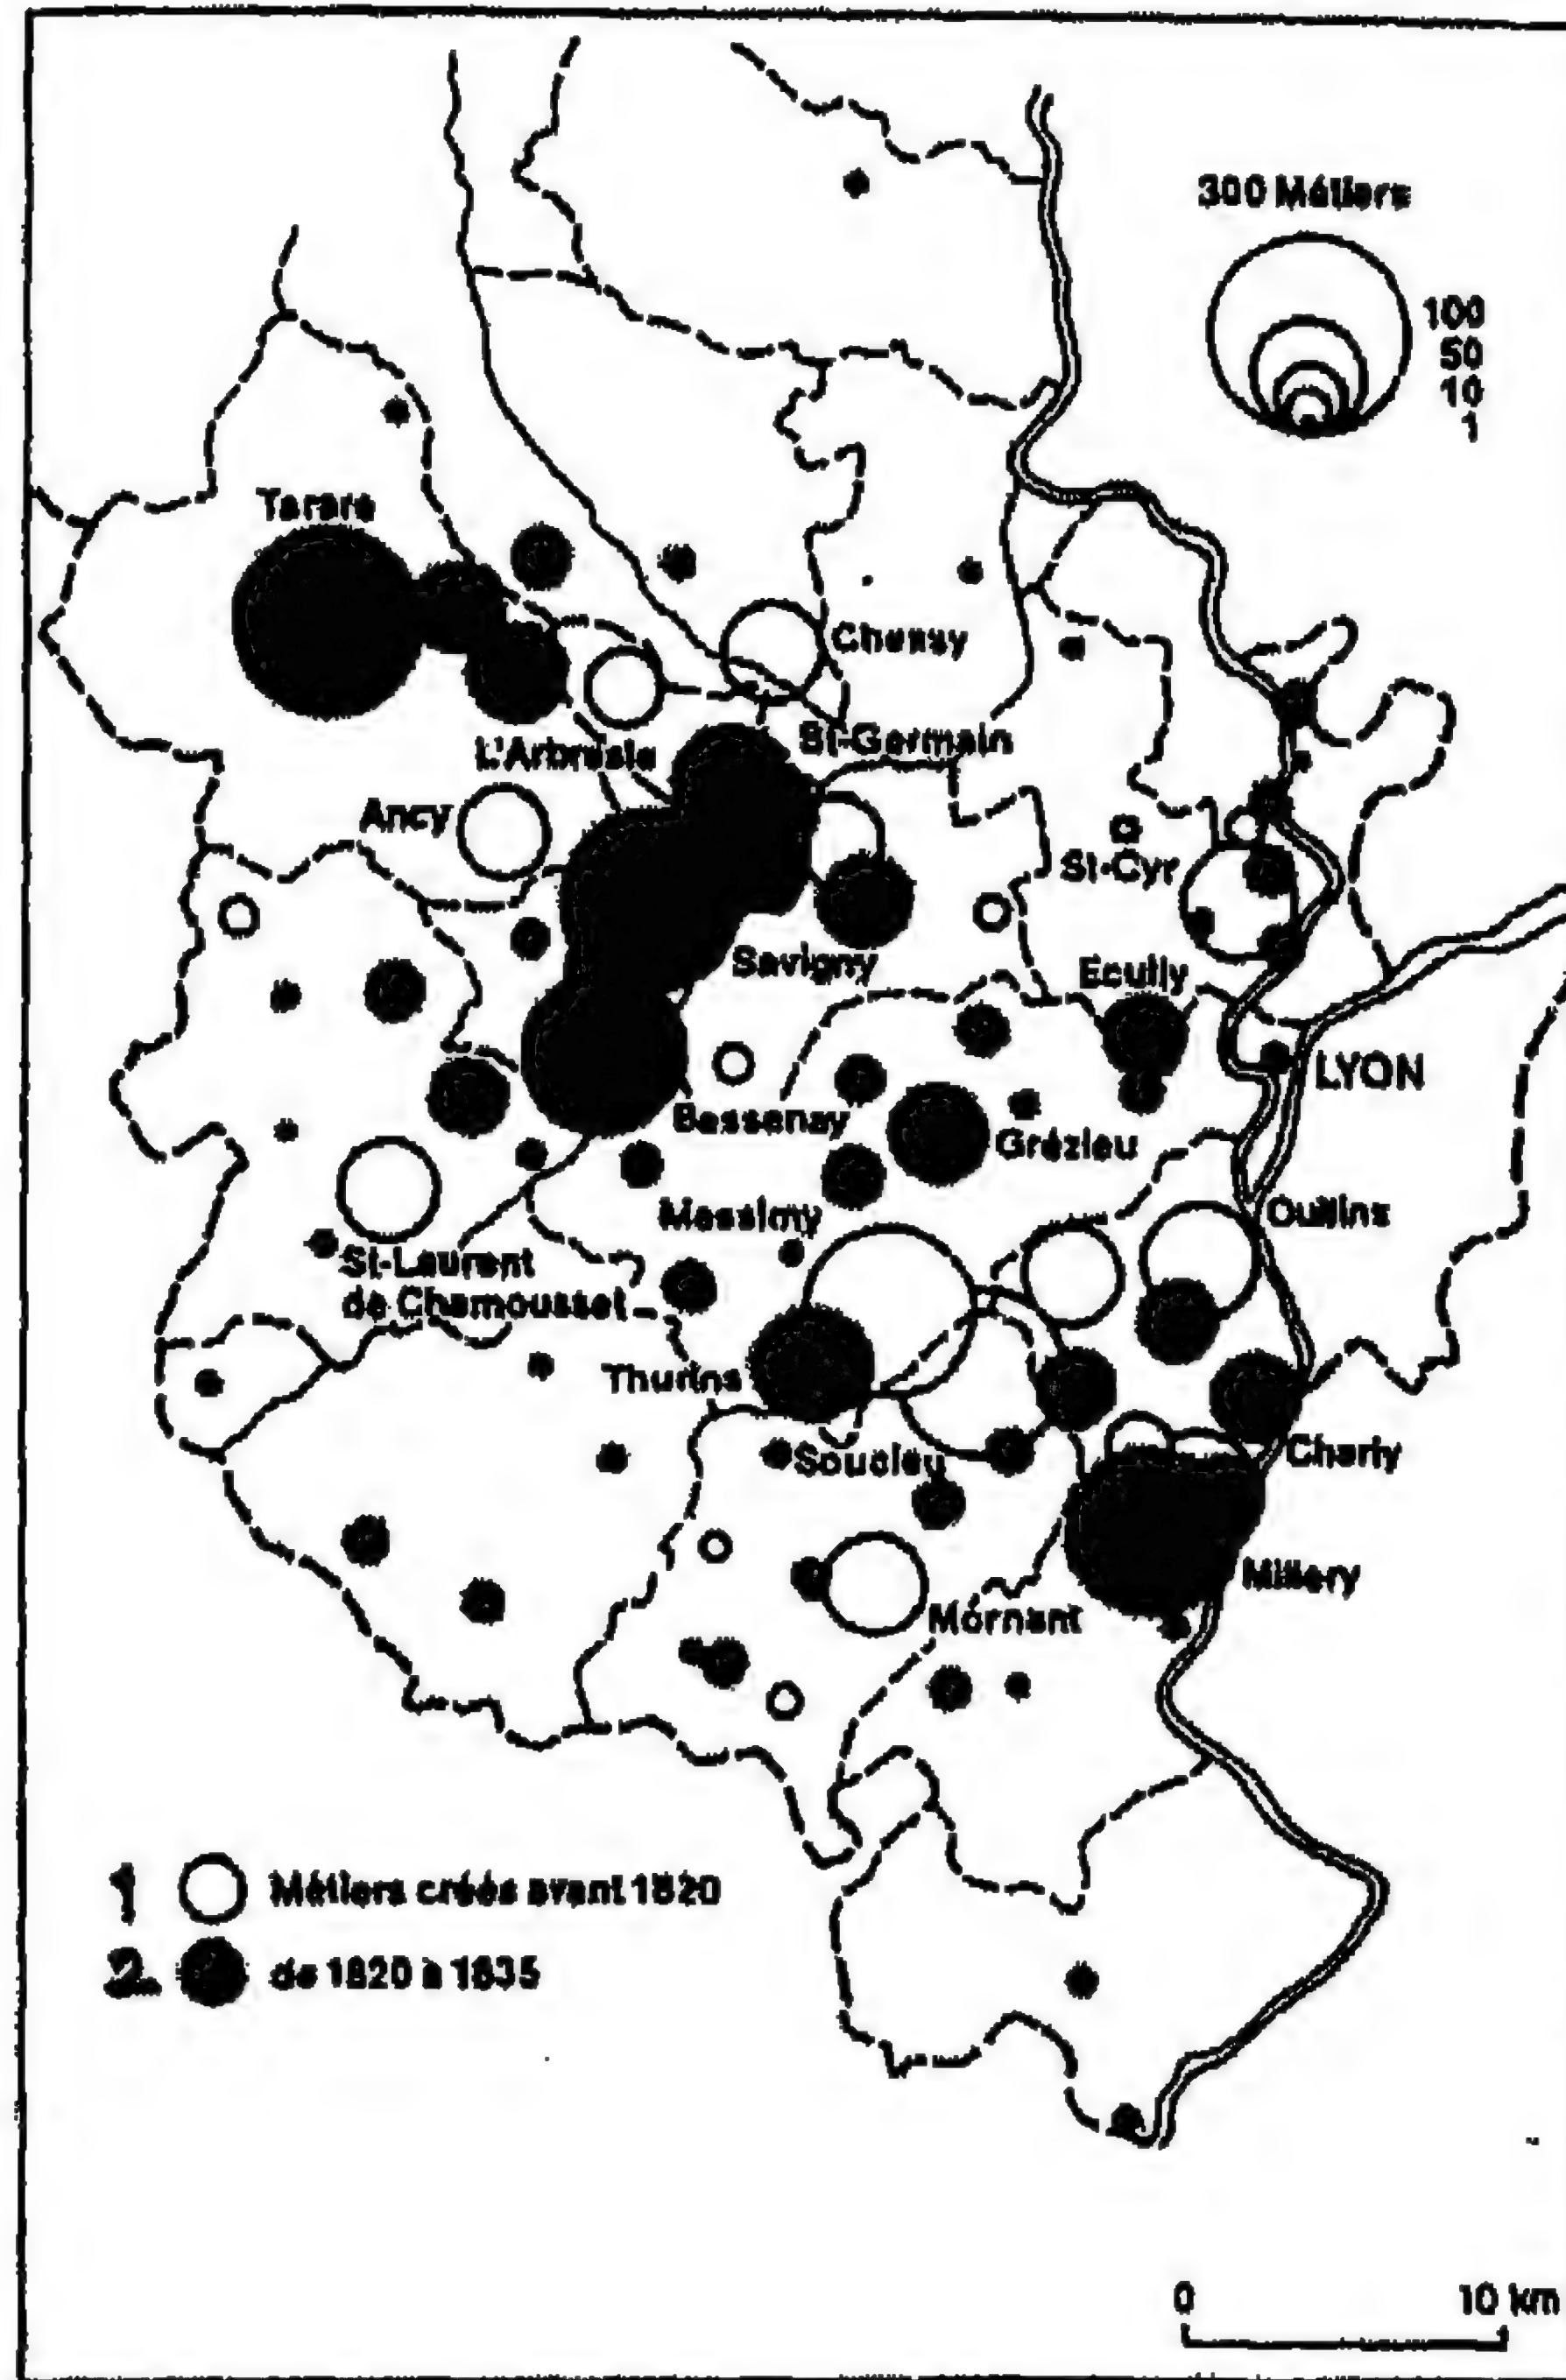 300 Métiers
100
50
10
1
Tarare
Chessy
St-Germain
L'Arbresle
Ancy
St-Cyr
Savigny
Ecully
LYON
Bessenay
Grézieu
Messimy
Oullins
St-Laurent
de Chamousset
Thurins
Soucieu
Charly
Millery
Mornant
1 Métiers créés avant 1820
2 de 1820 à 1835
0 10 km